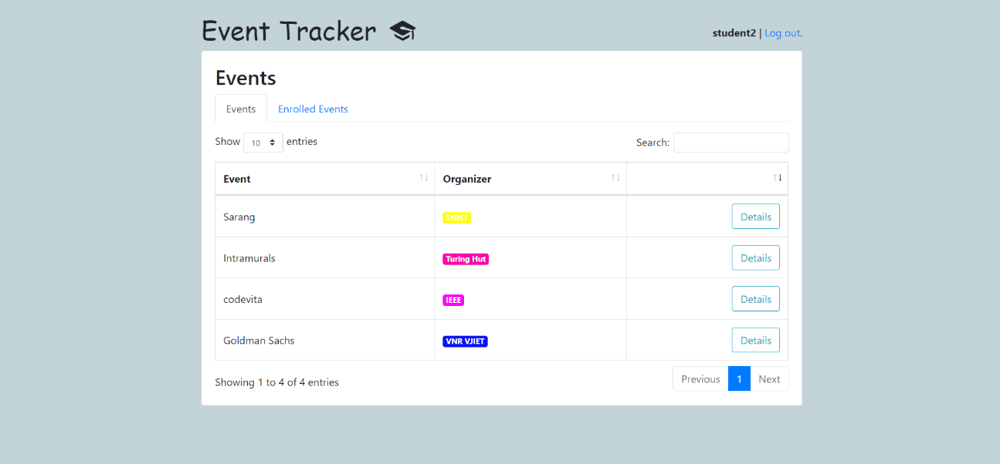 Event Tracker
student2 | Log out.
Events
Events Enrolled Events
Show 10 entries Search:
Event Organizer
Sarang SNIST Details
Intramurals Turing Hut Details
codevita IEEE Details
Goldman Sachs VNR VJIET Details
Showing 1 to 4 of 4 entries Previous 1 Next